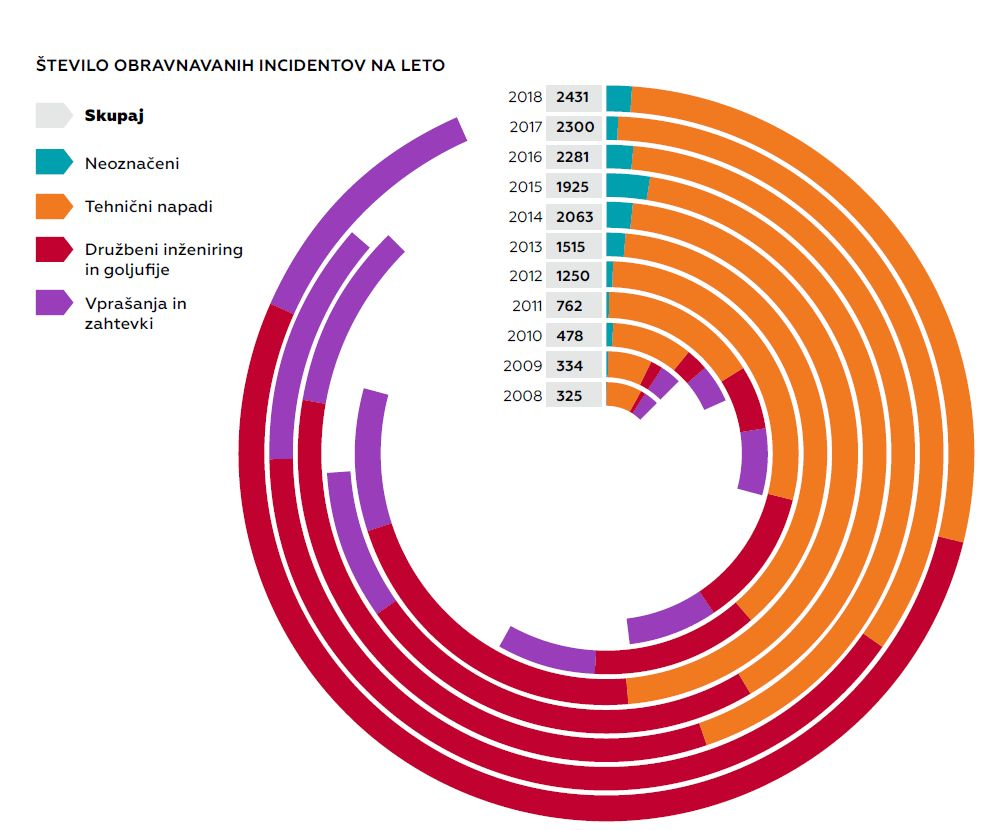 ŠTEVILO OBRAVNAVANIH INCIDENTOV NA LETO
Skupaj
Neoznačeni
Tehnični napadi
Družbeni inženiring
in goljufije
Vprašanja in
zahtevki
2018 2431
2017 2300
2016 2281
2015 1925
2014 2063
2013 1515
2012 1250
2011 762
2010 478
2009 334
2008 325